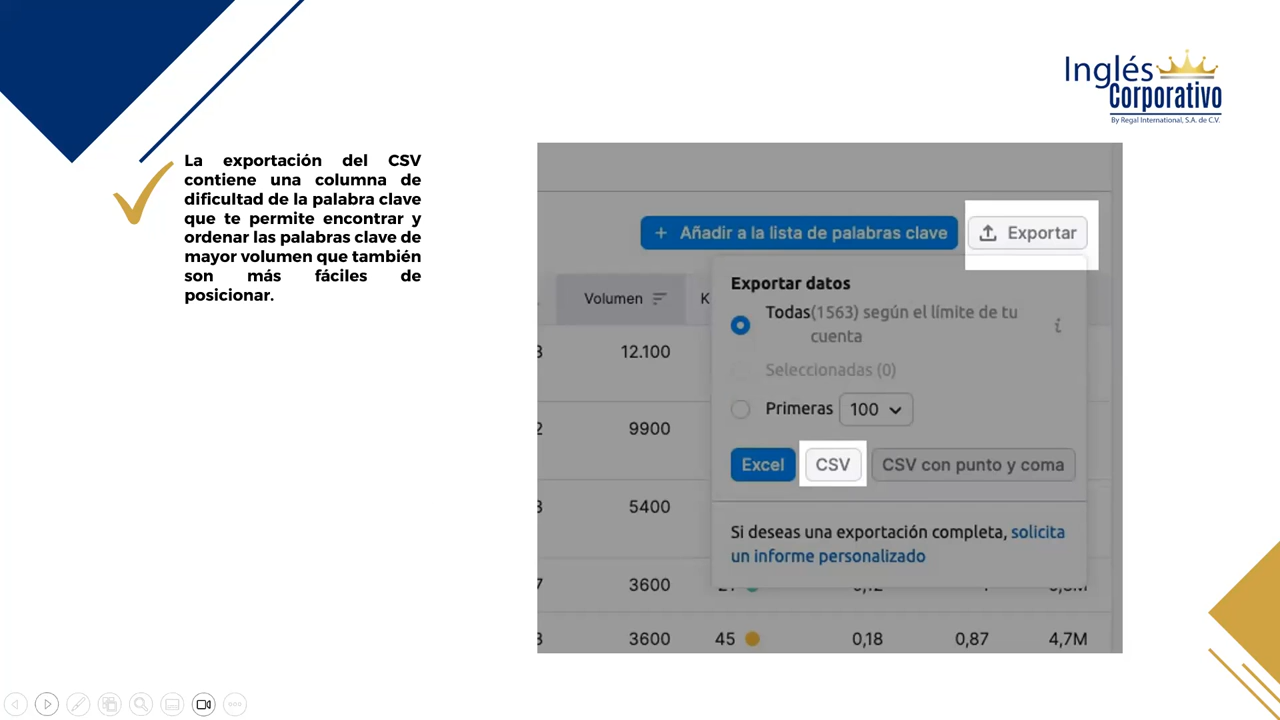 Inglés
Corporativo
By Regal International, S.A. de C.V.
La exportación del CSV
contiene una columna de
dificultad de la palabra clave
que te permite encontrar y
ordenar las palabras clave de
mayor volumen que también
son más fáciles de
posicionar.
+ Añadir a la lista de palabras clave
Exportar
Volumen
K
Exportar datos
Todas (1563) según el límite de tu
cuenta
i
Seleccionadas (0)
Primeras 100
Excel
CSV
CSV con punto y coma
Si deseas una exportación completa, solicita
un informe personalizado
12.100
9900
5400
3600
3600 45 0,18 0,87 4,7M